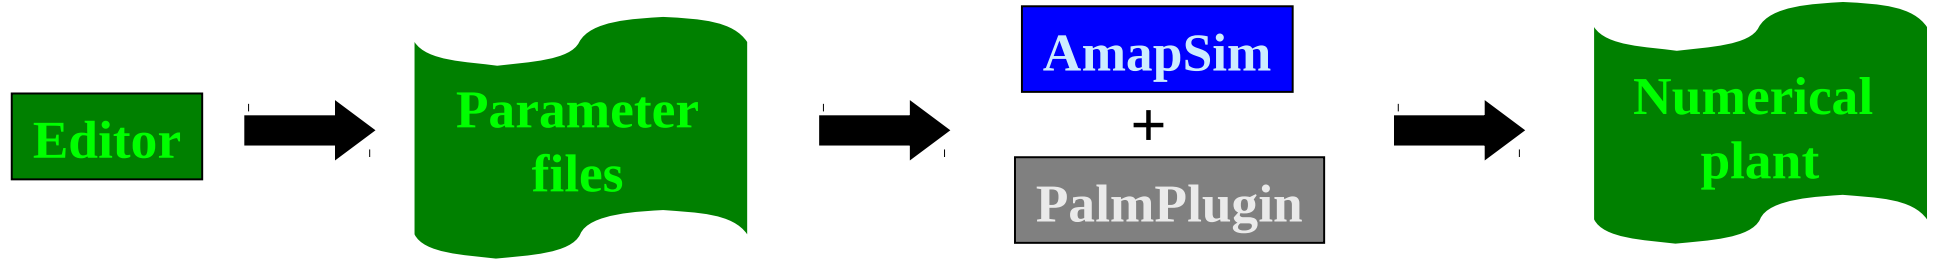 Editor
Parameter
files
AmapSim
+
PalmPlugin
Numerical
plant